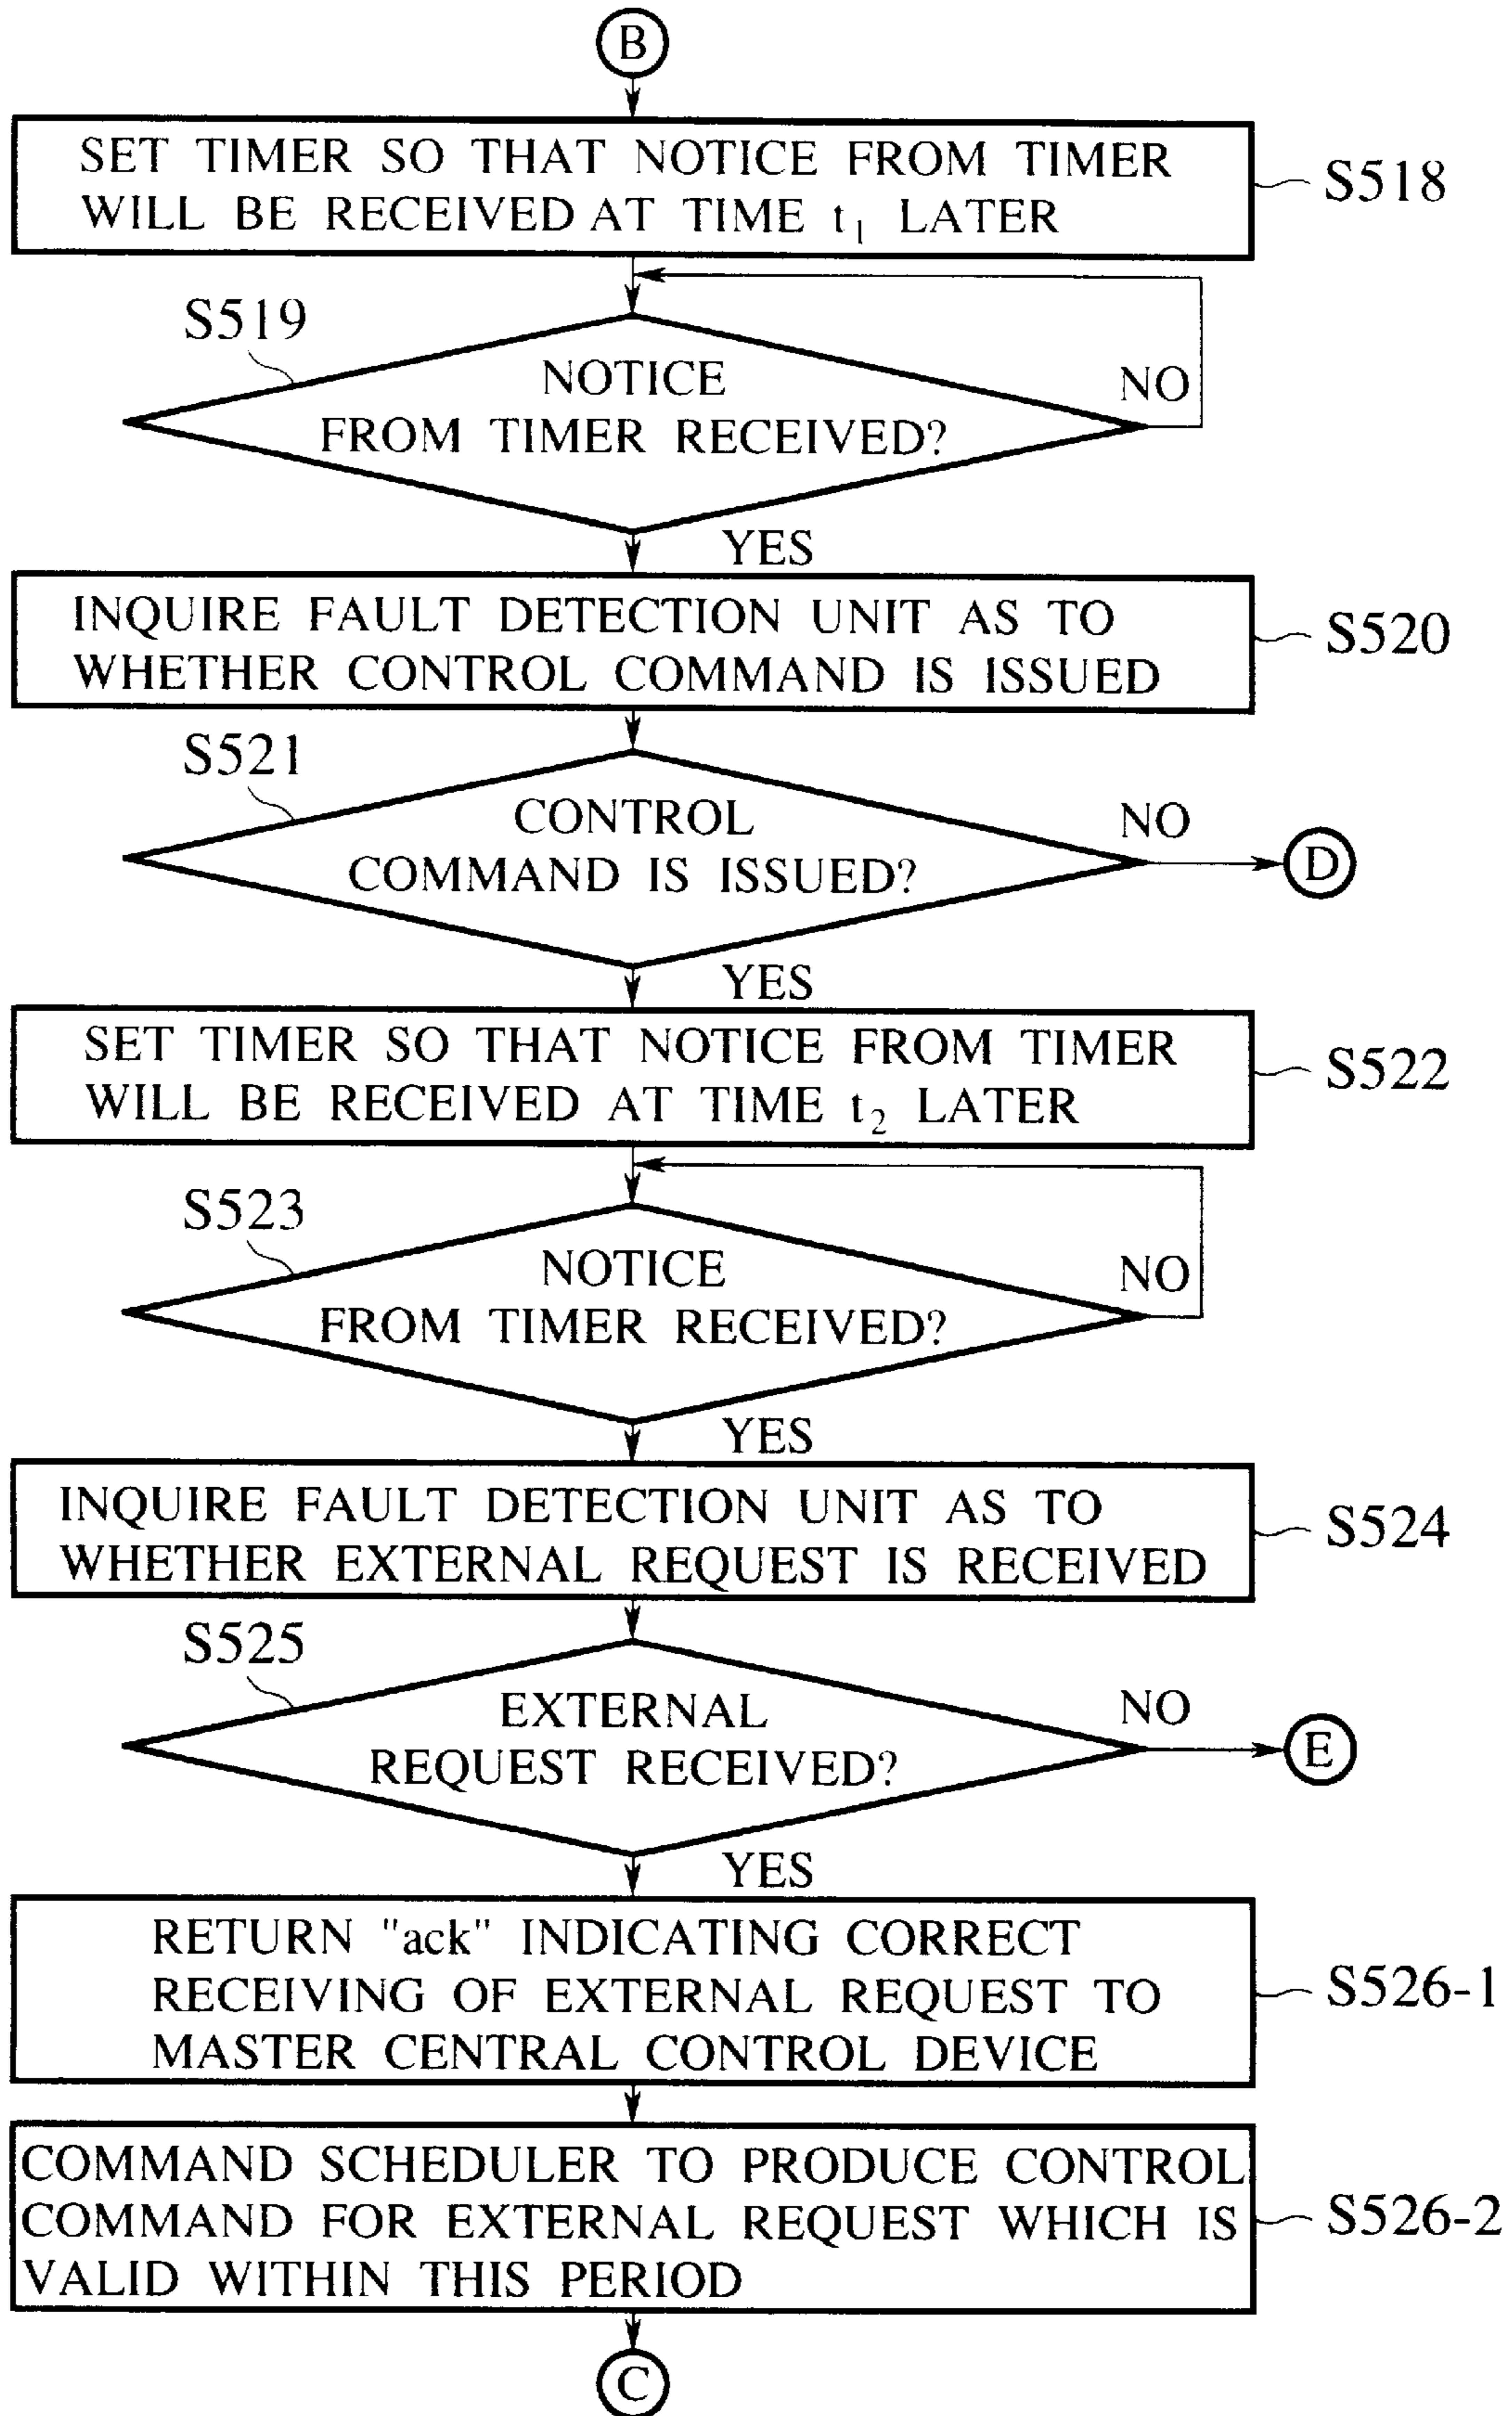 B
SET TIMER SO THAT NOTICE FROM TIMER
WILL BE RECEIVED AT TIME t₁ LATER
S518
S519
NOTICE
FROM TIMER RECEIVED?
NO
YES
INQUIRE FAULT DETECTION UNIT AS TO
WHETHER CONTROL COMMAND IS ISSUED
S520
S521
CONTROL
COMMAND IS ISSUED?
NO
D
YES
SET TIMER SO THAT NOTICE FROM TIMER
WILL BE RECEIVED AT TIME t₂ LATER
S522
S523
NOTICE
FROM TIMER RECEIVED?
NO
YES
INQUIRE FAULT DETECTION UNIT AS TO
WHETHER EXTERNAL REQUEST IS RECEIVED
S524
S525
EXTERNAL
REQUEST RECEIVED?
NO
E
YES
RETURN "ack" INDICATING CORRECT
RECEIVING OF EXTERNAL REQUEST TO
MASTER CENTRAL CONTROL DEVICE
S526-1
COMMAND SCHEDULER TO PRODUCE CONTROL
COMMAND FOR EXTERNAL REQUEST WHICH IS
VALID WITHIN THIS PERIOD
S526-2
C